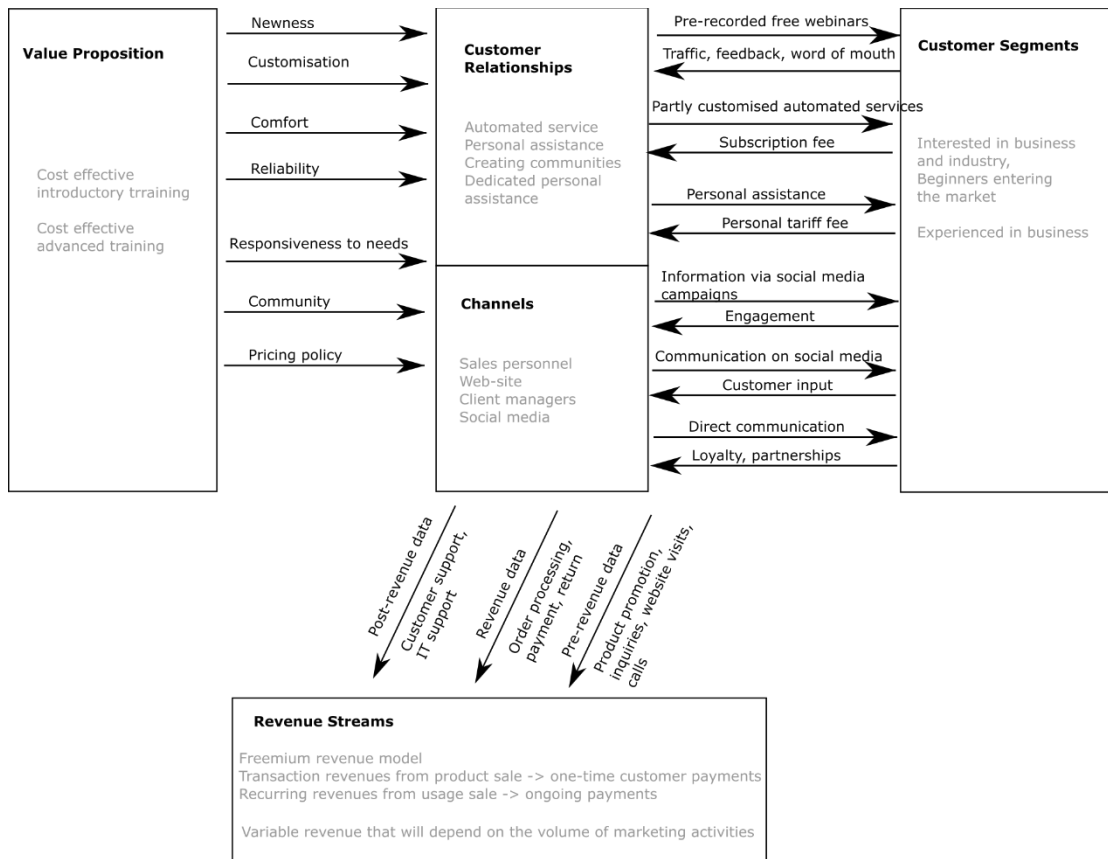 Value Proposition
Cost effective
introductory trraining
Cost effective
advanced training
Newness
Customisation
Comfort
Reliability
Responsiveness to needs
Community
Pricing policy
Customer
Relationships
Automated service
Personal assistance
Creating communities
Dedicated personal
assistance
Channels
Sales personnel
Web-site
Client managers
Social media
Pre-recorded free webinars
Traffic, feedback, word of mouth
Partly customised automated services
Subscription fee
Personal assistance
Personal tariff fee
Information via social media
campaigns
Engagement
Communication on social media
Customer input
Direct communication
Loyalty, partnerships
Customer Segments
Interested in business
and industry,
Beginners entering
the market
Experienced in business
Post-revenue data
Customer support,
IT support
Revenue data
Order processing,
payment, return
Pre-revenue data
Product promotion,
inquiries, website visits,
calls
Revenue Streams
Freemium revenue model
Transaction revenues from product sale -> one-time customer payments
Recurring revenues from usage sale -> ongoing payments
Variable revenue that will depend on the volume of marketing activities